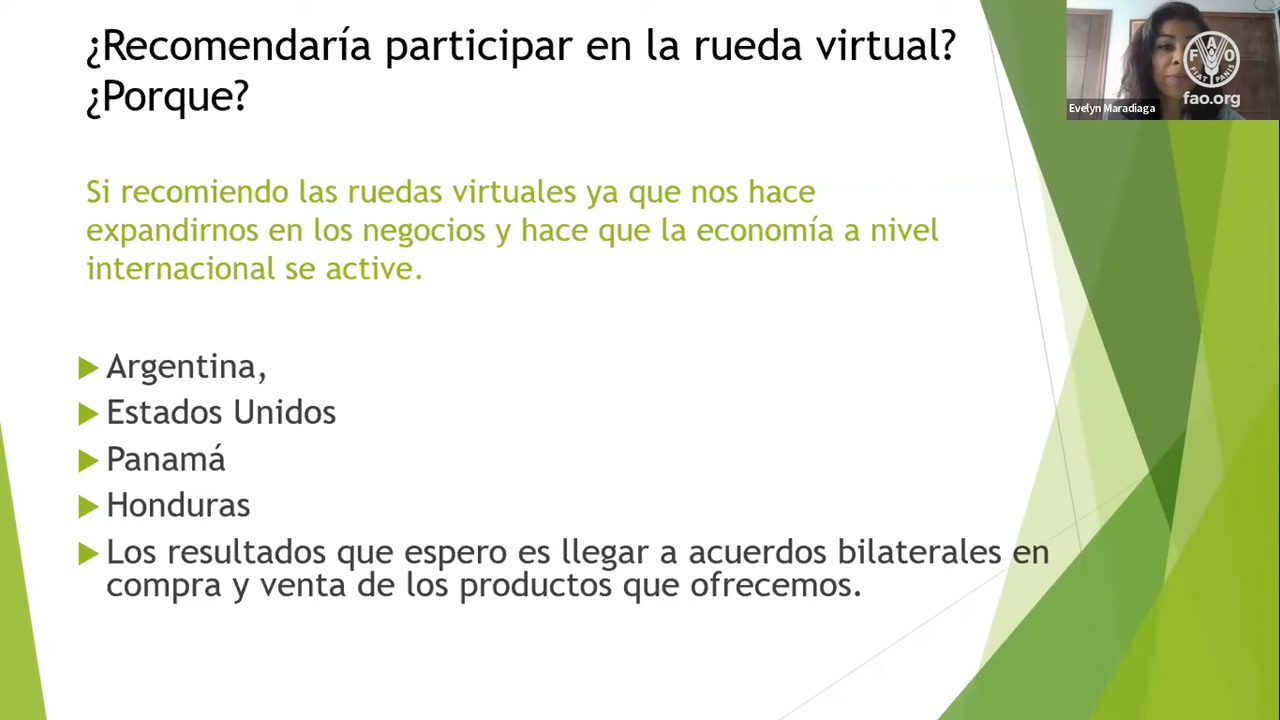 ¿Recomendaría participar en la rueda virtual?
¿Porque?
Si recomiendo las ruedas virtuales ya que nos hace
expandirnos en los negocios y hace que la economía a nivel
internacional se active.
Argentina,
Estados Unidos
Panamá
Honduras
Los resultados que espero es llegar a acuerdos bilaterales en
compra y venta de los productos que ofrecemos.
Evelyn Maradiaga
F A O
FIAT PANIS
fao.org